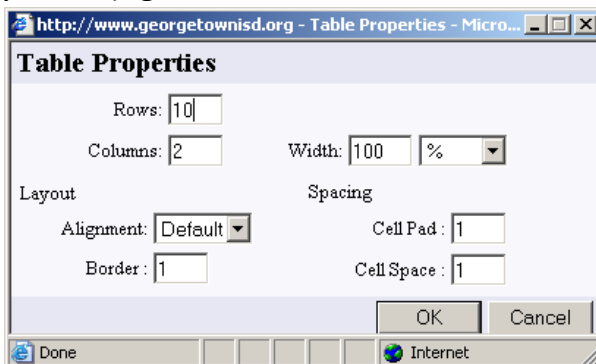 http://www.georgetownisd.org - Table Properties - Micro...
Table Properties
Rows: 10
Columns: 2 Width: 100 %
Layout Spacing
Alignment: Default Cell Pad : 1
Border : 1 Cell Space : 1
OK Cancel
Done Internet